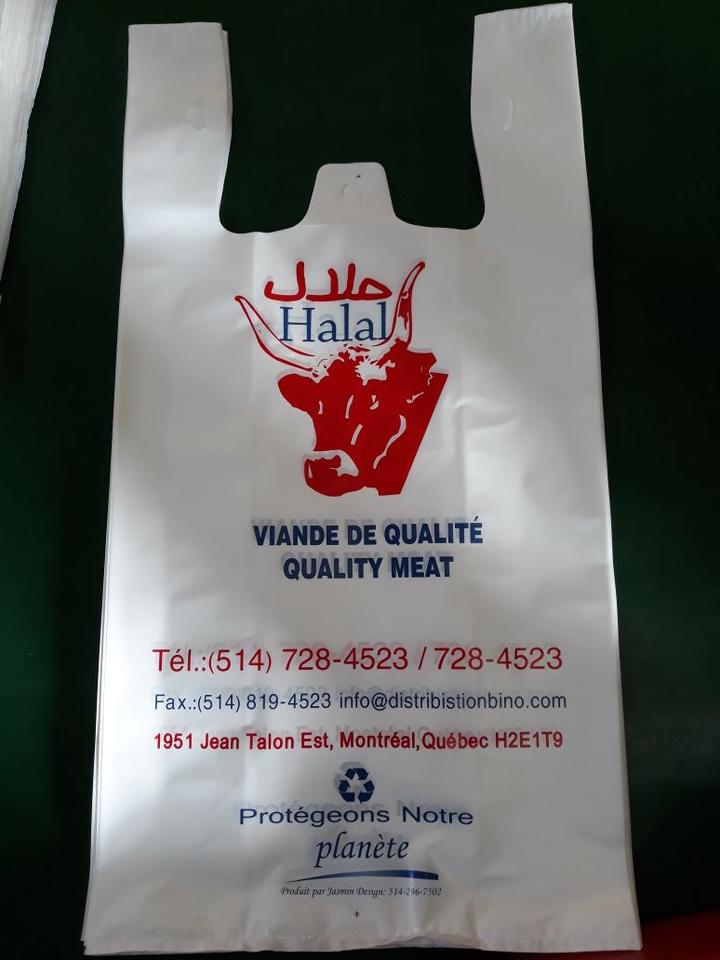 حلال
Halal
VIANDE DE QUALITÉ
QUALITY MEAT
Tél.:(514) 728-4523 / 728-4523
Fax.:(514) 819-4523 info@distribistionbino.com
1951 Jean Talon Est, Montréal,Québec H2E1T9
Protégeons Notre
planète
Produit par Jasmin Design: 514-296-7502